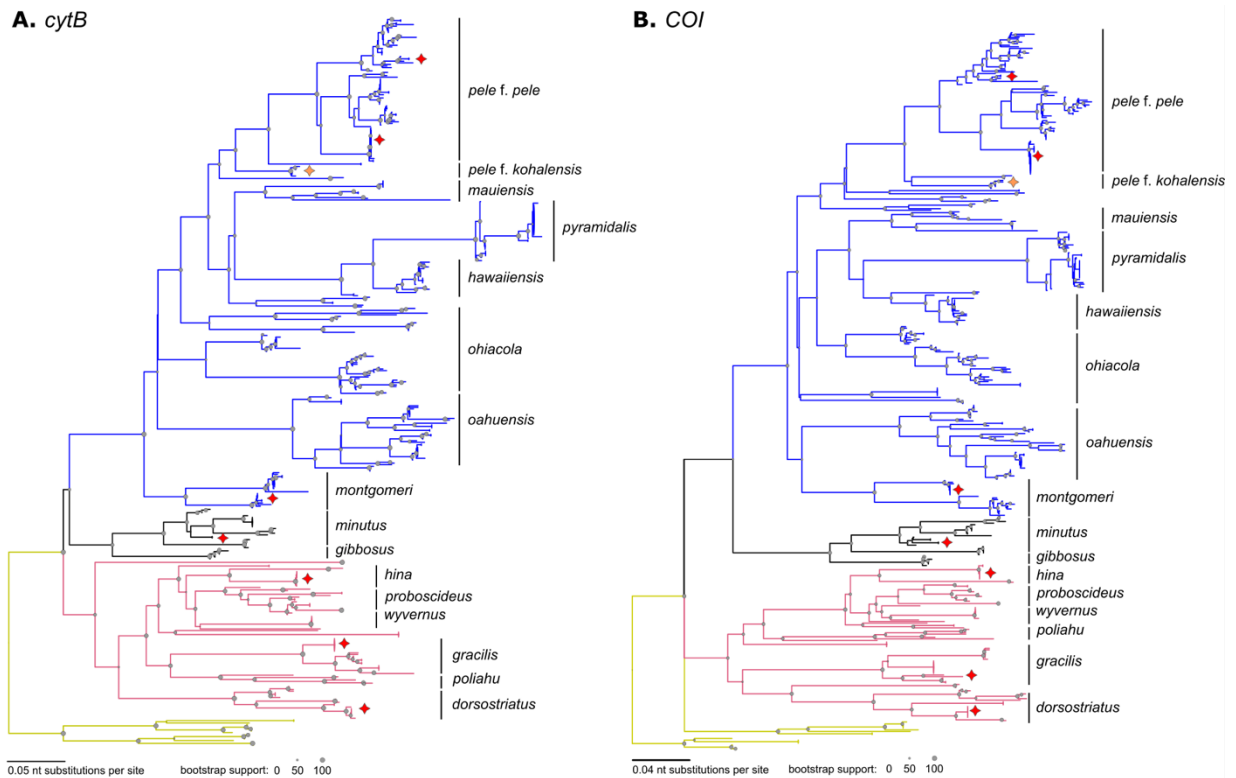 A. cytB
pele f. pele
pele f. kohalensis
mauiensis
pyramidalis
hawaiiensis
ohiacola
oahuensis
montgomeri
minutus
gibbosus
hina
proboscideus
wyvernus
gracilis
poliahu
dorsostriatus
0.05 nt substitutions per site
bootstrap support: 0 50 100
B. COI
pele f. pele
pele f. kohalensis
mauiensis
pyramidalis
hawaiiensis
ohiacola
oahuensis
montgomeri
minutus
gibbosus
hina
proboscideus
wyvernus
poliahu
gracilis
dorsostriatus
0.04 nt substitutions per site
bootstrap support: 0 50 100